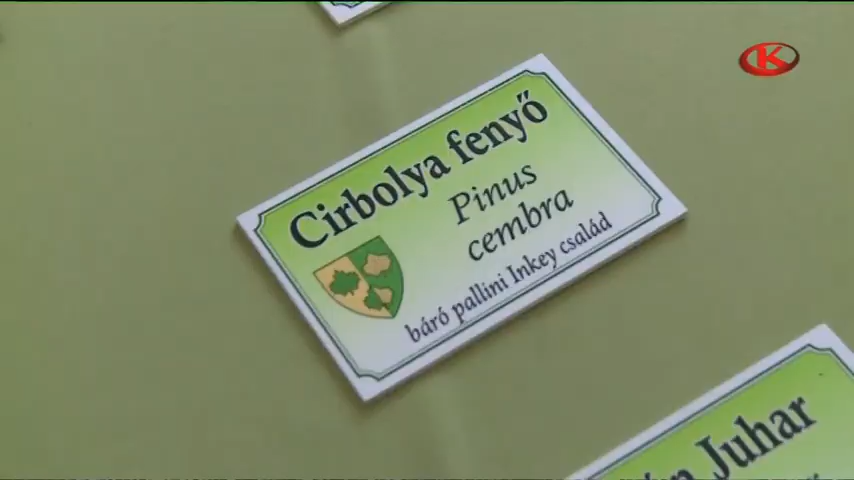 K
Cirbolya fenyő
Pinus
cembra
báró pallini Inkey család
Juhar